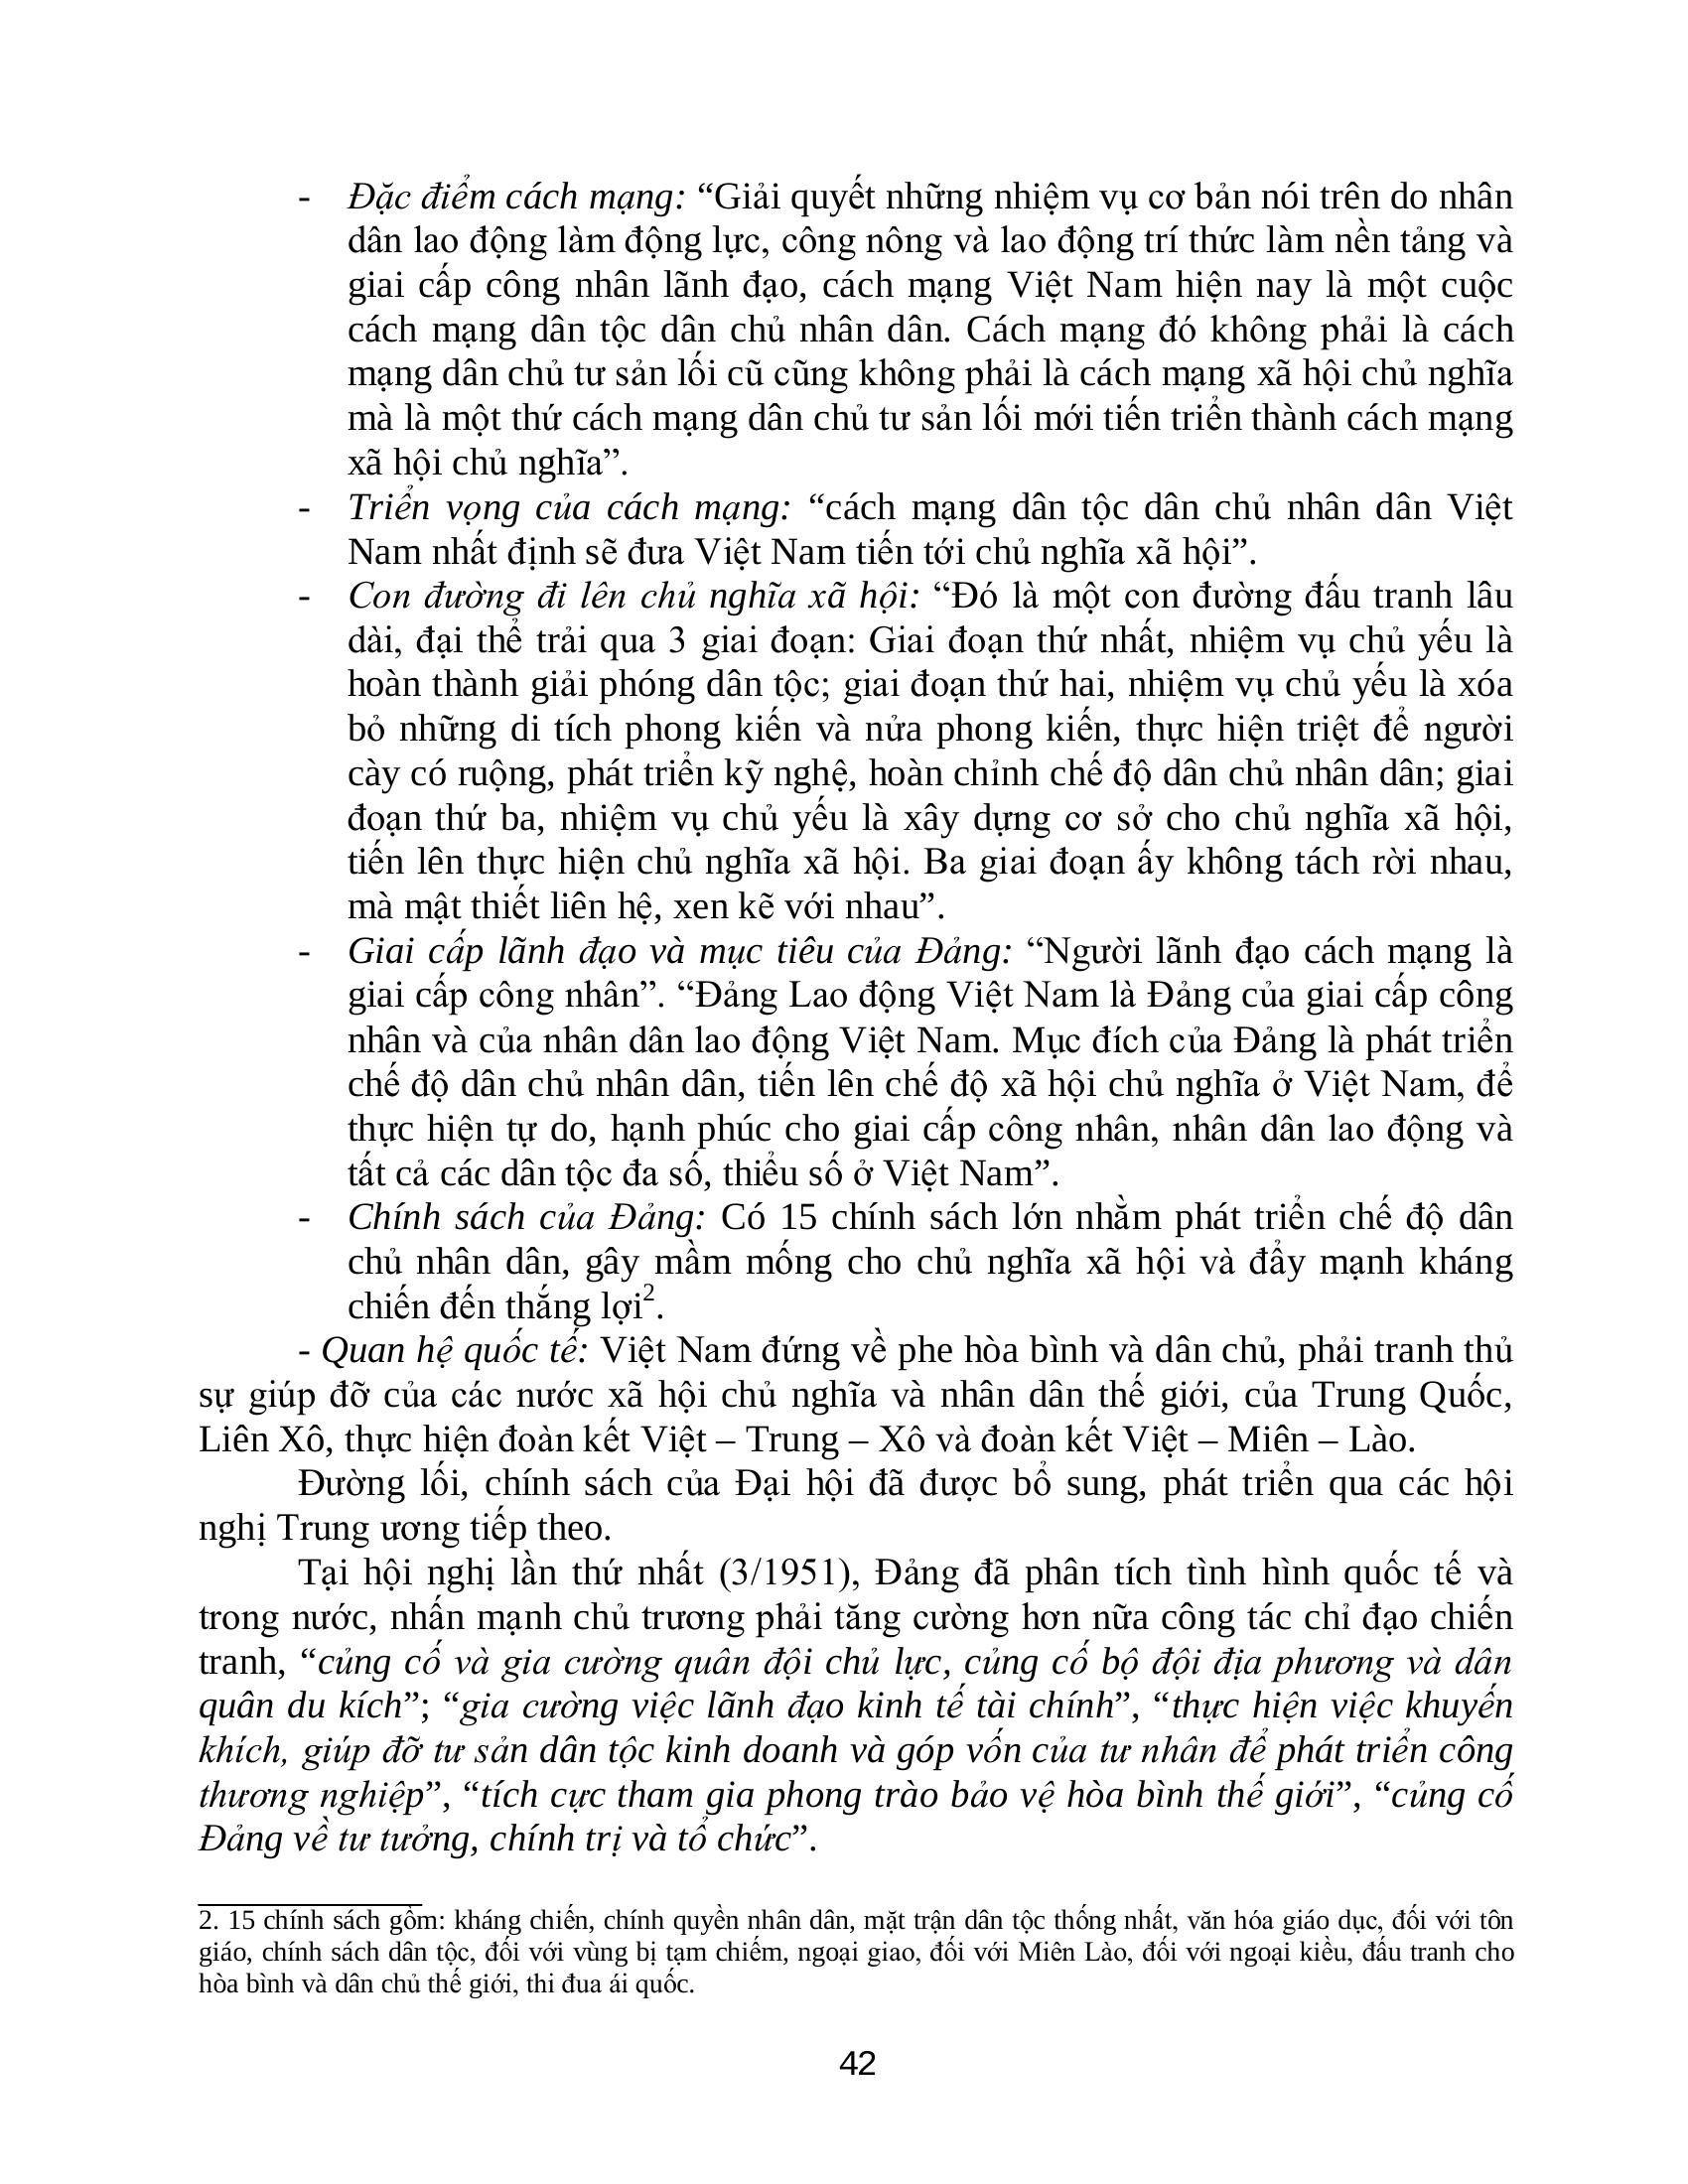 - Đặc điểm cách mạng: “Giải quyết những nhiệm vụ cơ bản nói trên do nhân
dân lao động làm động lực, công nông và lao động trí thức làm nền tảng và
giai cấp công nhân lãnh đạo, cách mạng Việt Nam hiện nay là một cuộc
cách mạng dân tộc dân chủ nhân dân. Cách mạng đó không phải là cách
mạng dân chủ tư sản lối cũ cũng không phải là cách mạng xã hội chủ nghĩa
mà là một thứ cách mạng dân chủ tư sản lối mới tiến triển thành cách mạng
xã hội chủ nghĩa”.
- Triển vọng của cách mạng: “cách mạng dân tộc dân chủ nhân dân Việt
Nam nhất định sẽ đưa Việt Nam tiến tới chủ nghĩa xã hội”.
- Con đường đi lên chủ nghĩa xã hội: “Đó là một con đường đấu tranh lâu
dài, đại thể trải qua 3 giai đoạn: Giai đoạn thứ nhất, nhiệm vụ chủ yếu là
hoàn thành giải phóng dân tộc; giai đoạn thứ hai, nhiệm vụ chủ yếu là xóa
bỏ những di tích phong kiến và nửa phong kiến, thực hiện triệt để người
cày có ruộng, phát triển kỹ nghệ, hoàn chỉnh chế độ dân chủ nhân dân; giai
đoạn thứ ba, nhiệm vụ chủ yếu là xây dựng cơ sở cho chủ nghĩa xã hội,
tiến lên thực hiện chủ nghĩa xã hội. Ba giai đoạn ấy không tách rời nhau,
mà mật thiết liên hệ, xen kẽ với nhau”.
- Giai cấp lãnh đạo và mục tiêu của Đảng: “Người lãnh đạo cách mạng là
giai cấp công nhân”. “Đảng Lao động Việt Nam là Đảng của giai cấp công
nhân và của nhân dân lao động Việt Nam. Mục đích của Đảng là phát triển
chế độ dân chủ nhân dân, tiến lên chế độ xã hội chủ nghĩa ở Việt Nam, để
thực hiện tự do, hạnh phúc cho giai cấp công nhân, nhân dân lao động và
tất cả các dân tộc đa số, thiểu số ở Việt Nam”.
- Chính sách của Đảng: Có 15 chính sách lớn nhằm phát triển chế độ dân
chủ nhân dân, gây mầm mống cho chủ nghĩa xã hội và đẩy mạnh kháng
chiến đến thắng lợi2.
- Quan hệ quốc tế: Việt Nam đứng về phe hòa bình và dân chủ, phải tranh thủ
sự giúp đỡ của các nước xã hội chủ nghĩa và nhân dân thế giới, của Trung Quốc,
Liên Xô, thực hiện đoàn kết Việt – Trung – Xô và đoàn kết Việt – Miên – Lào.
Đường lối, chính sách của Đại hội đã được bổ sung, phát triển qua các hội
nghị Trung ương tiếp theo.
Tại hội nghị lần thứ nhất (3/1951), Đảng đã phân tích tình hình quốc tế và
trong nước, nhấn mạnh chủ trương phải tăng cường hơn nữa công tác chỉ đạo chiến
tranh, “củng cố và gia cường quân đội chủ lực, củng cố bộ đội địa phương và dân
quân du kích”; “gia cường việc lãnh đạo kinh tế tài chính”, “thực hiện việc khuyến
khích, giúp đỡ tư sản dân tộc kinh doanh và góp vốn của tư nhân để phát triển công
thương nghiệp”, “tích cực tham gia phong trào bảo vệ hòa bình thế giới”, “củng cố
Đảng về tư tưởng, chính trị và tổ chức”.
2. 15 chính sách gồm: kháng chiến, chính quyền nhân dân, mặt trận dân tộc thống nhất, văn hóa giáo dục, đối với tôn
giáo, chính sách dân tộc, đối với vùng bị tạm chiếm, ngoại giao, đối với Miên Lào, đối với ngoại kiều, đấu tranh cho
hòa bình và dân chủ thế giới, thi đua ái quốc.
42